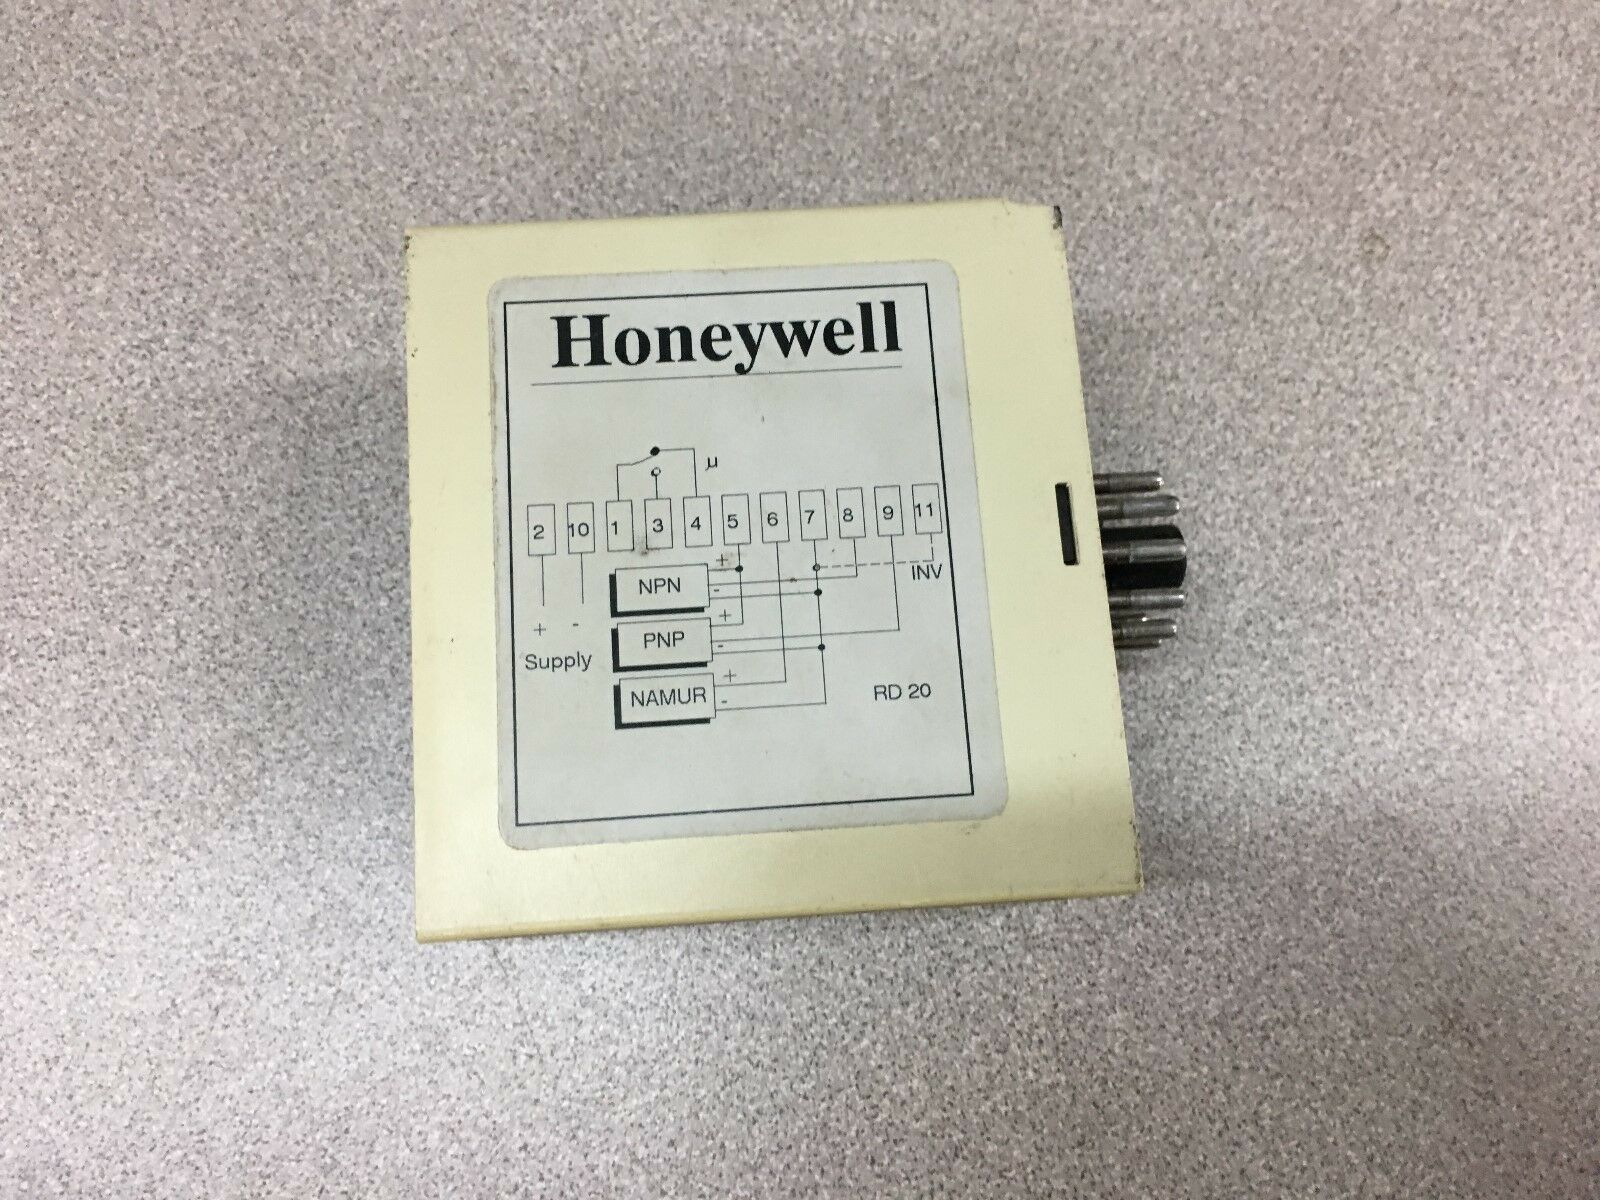 Honeywell
µ
2 10 1 3 4 5 6 7 8 9 11
+ NPN - INV
+ - + PNP -
Supply
+ NAMUR - RD 20